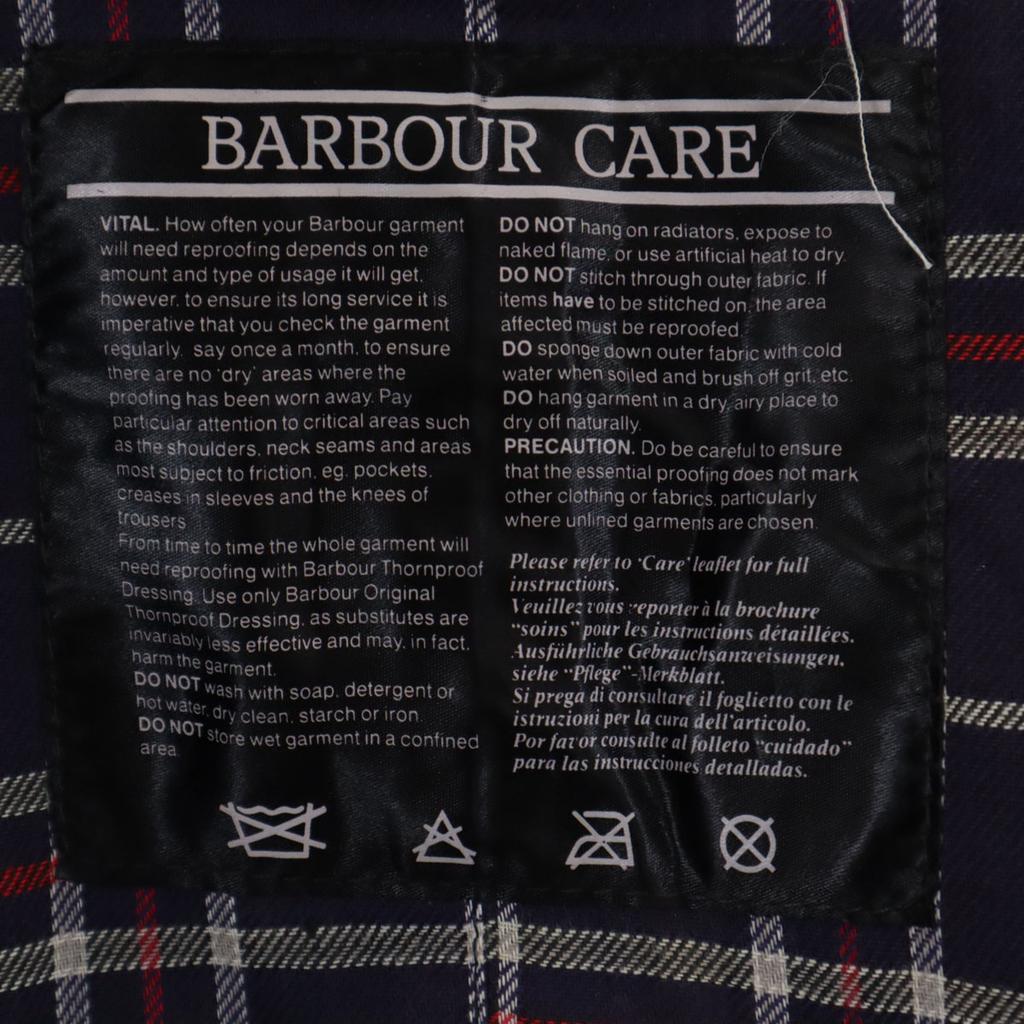 BARBOUR CARE
VITAL. How often your Barbour garment
will need reproofing depends on the
amount and type of usage it will get,
however, to ensure its long service it is
imperative that you check the garment
regularly, say once a month, to ensure
there are no 'dry' areas where the
proofing has been worn away. Pay
particular attention to critical areas such
as the shoulders, neck seams and areas
most subject to friction, eg. pockets,
creases in sleeves and the knees of
trousers
From time to time the whole garment will
need reproofing with Barbour Thornproof
Dressing. Use only Barbour Original
Thornproof Dressing, as substitutes are
invariably less effective and may, in fact,
harm the garment.
DO NOT wash with soap, detergent or
hot water, dry clean, starch or iron.
DO NOT store wet garment in a confined
area.
DO NOT hang on radiators, expose to
naked flame, or use artificial heat to dry.
DO NOT stitch through outer fabric. If
items have to be stitched on, the area
affected must be reproofed.
DO sponge down outer fabric with cold
water when soiled and brush off grit, etc.
DO hang garment in a dry, airy place to
dry off naturally.
PRECAUTION. Do be careful to ensure
that the essential proofing does not mark
other clothing or fabrics, particularly
where unlined garments are chosen.
Please refer to 'Care' leaflet for full
instructions.
Veuillez vous reporter à la brochure
"soins" pour les instructions détaillées.
Ausführliche Gebrauchsanweisungen,
siehe "Pflege"-Merkblatt.
Si prega di consultare il foglietto con le
istruzioni per la cura dell'articolo.
Por favor consulte al folleto "cuidado"
para las instrucciones detalladas.